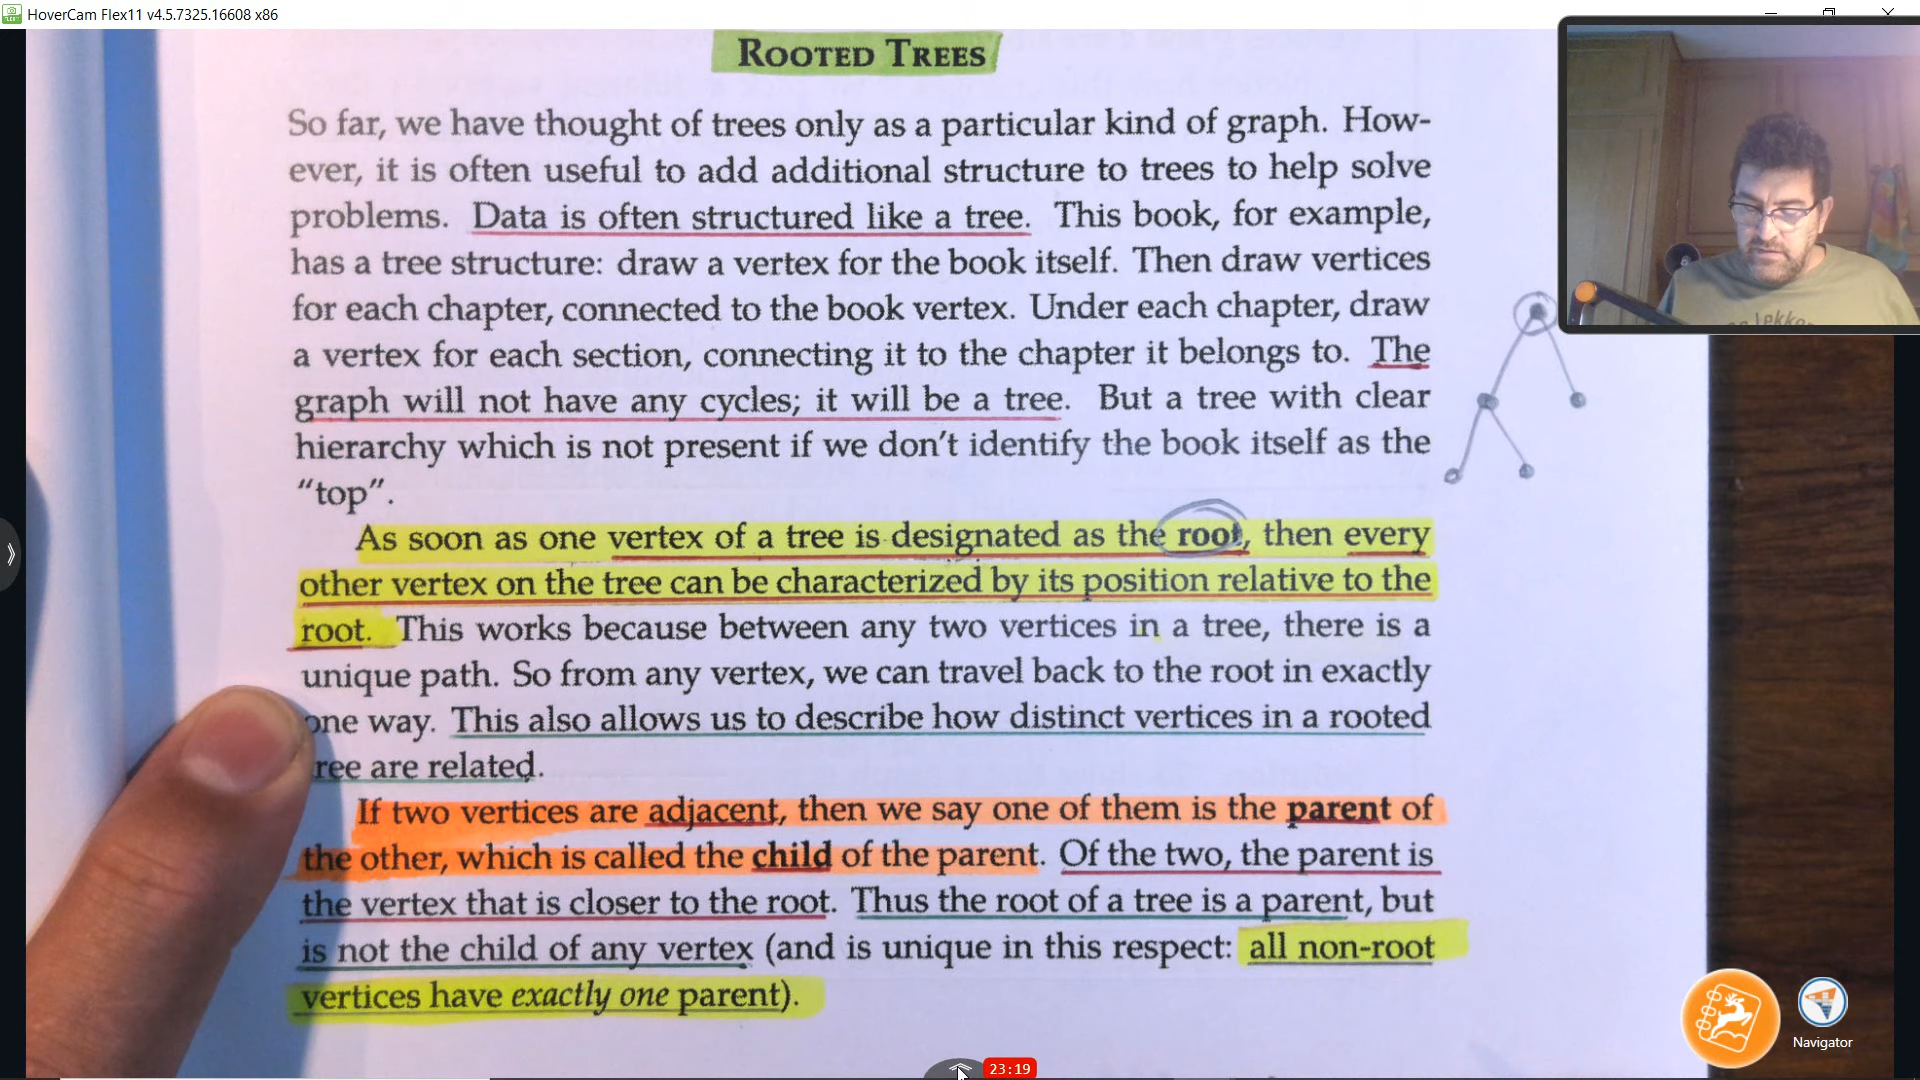 HoverCam Flex11 v4.5.7325.16608 x86
ROOTED TREES
So far, we have thought of trees only as a particular kind of graph. How-
ever, it is often useful to add additional structure to trees to help solve
problems. Data is often structured like a tree. This book, for example,
has a tree structure: draw a vertex for the book itself. Then draw vertices
for each chapter, connected to the book vertex. Under each chapter, draw
a vertex for each section, connecting it to the chapter it belongs to. The
graph will not have any cycles; it will be a tree. But a tree with clear
hierarchy which is not present if we don't identify the book itself as the
“top”.
As soon as one vertex of a tree is designated as the root, then every
other vertex on the tree can be characterized by its position relative to the
root. This works because between any two vertices in a tree, there is a
unique path. So from any vertex, we can travel back to the root in exactly
one way. This also allows us to describe how distinct vertices in a rooted
ree are related.
If two vertices are adjacent, then we say one of them is the parent of
the other, which is called the child of the parent. Of the two, the parent is
the vertex that is closer to the root. Thus the root of a tree is a parent, but
is not the child of any vertex (and is unique in this respect: all non-root
vertices have exactly one parent).
lekker
Navigator
23:19